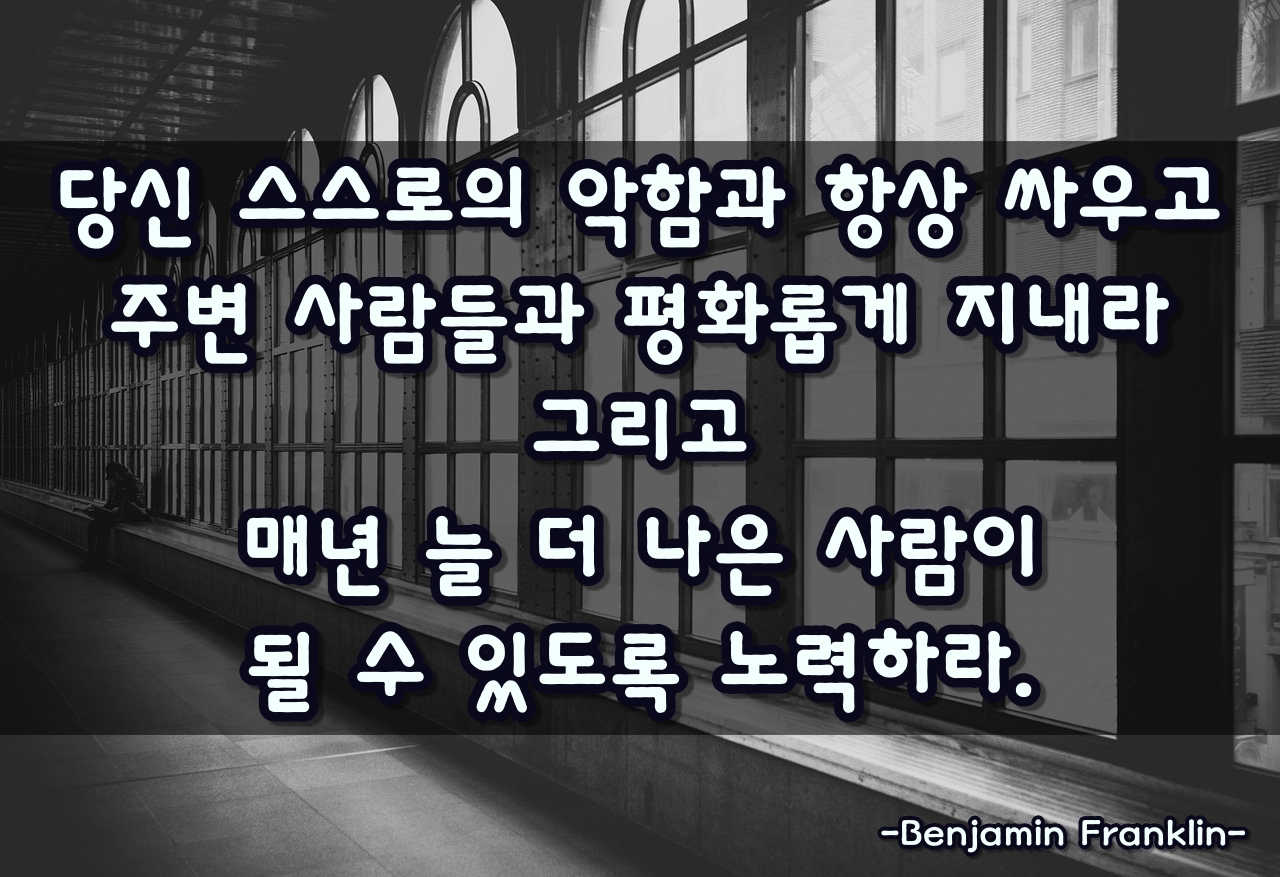 당신 스스로의 악함과 항상 싸우고
주변 사람들과 평화롭게 지내라
그리고
매년 늘 더 나은 사람이
될 수 있도록 노력하라.
-Benjamin Franklin-